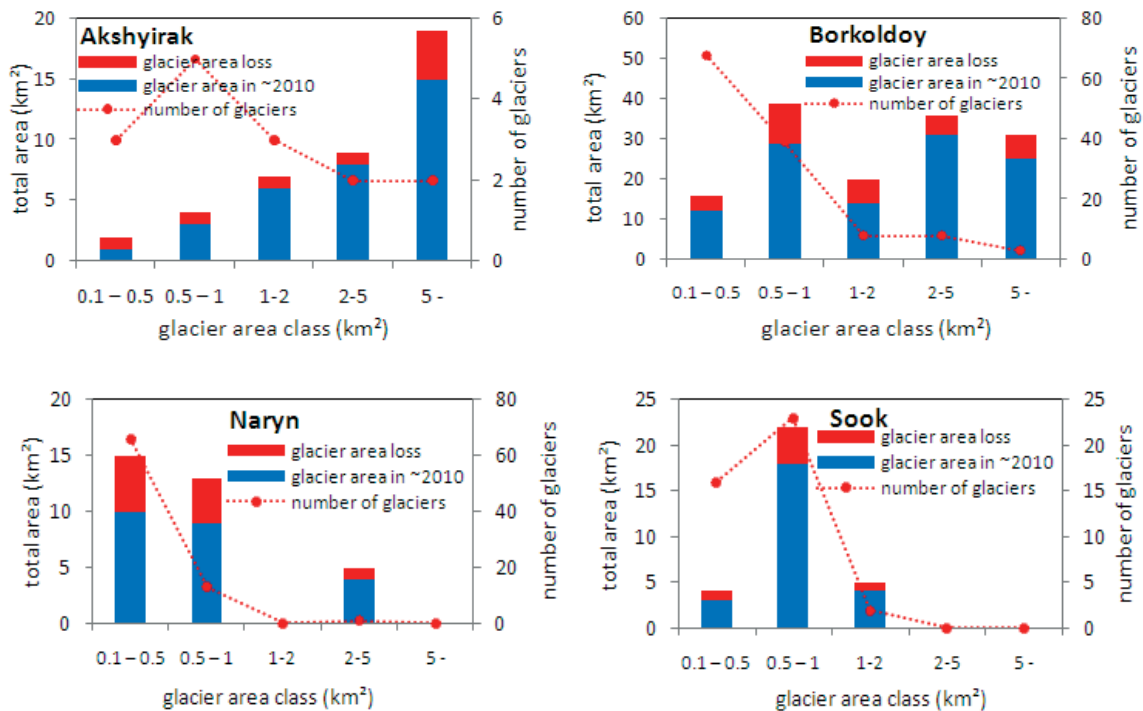 Akshyirak
glacier area loss
glacier area in ~2010
number of glaciers
total area (km²)
20
15
10
5
0
number of glaciers
6
4
2
0
0.1 – 0.5 0.5 – 1 1-2 2-5 5 -
glacier area class (km²)
Borkoldoy
glacier area loss
glacier area in ~2010
number of glaciers
total area (km²)
60
50
40
30
20
10
0
number of glaciers
80
60
40
20
0
0.1 – 0.5 0.5 – 1 1-2 2-5 5 -
glacier area class (km²)
Naryn
glacier area loss
glacier area in ~2010
number of glaciers
total area (km²)
20
15
10
5
0
number of glaciers
80
60
40
20
0
0.1 – 0.5 0.5 – 1 1-2 2-5 5 -
glacier area class (km²)
Sook
glacier area loss
glacier area in ~2010
number of glaciers
total area (km²)
25
20
15
10
5
0
number of glaciers
25
20
15
10
5
0
0.1 – 0.5 0.5 – 1 1-2 2-5 5 -
glacier area class (km²)